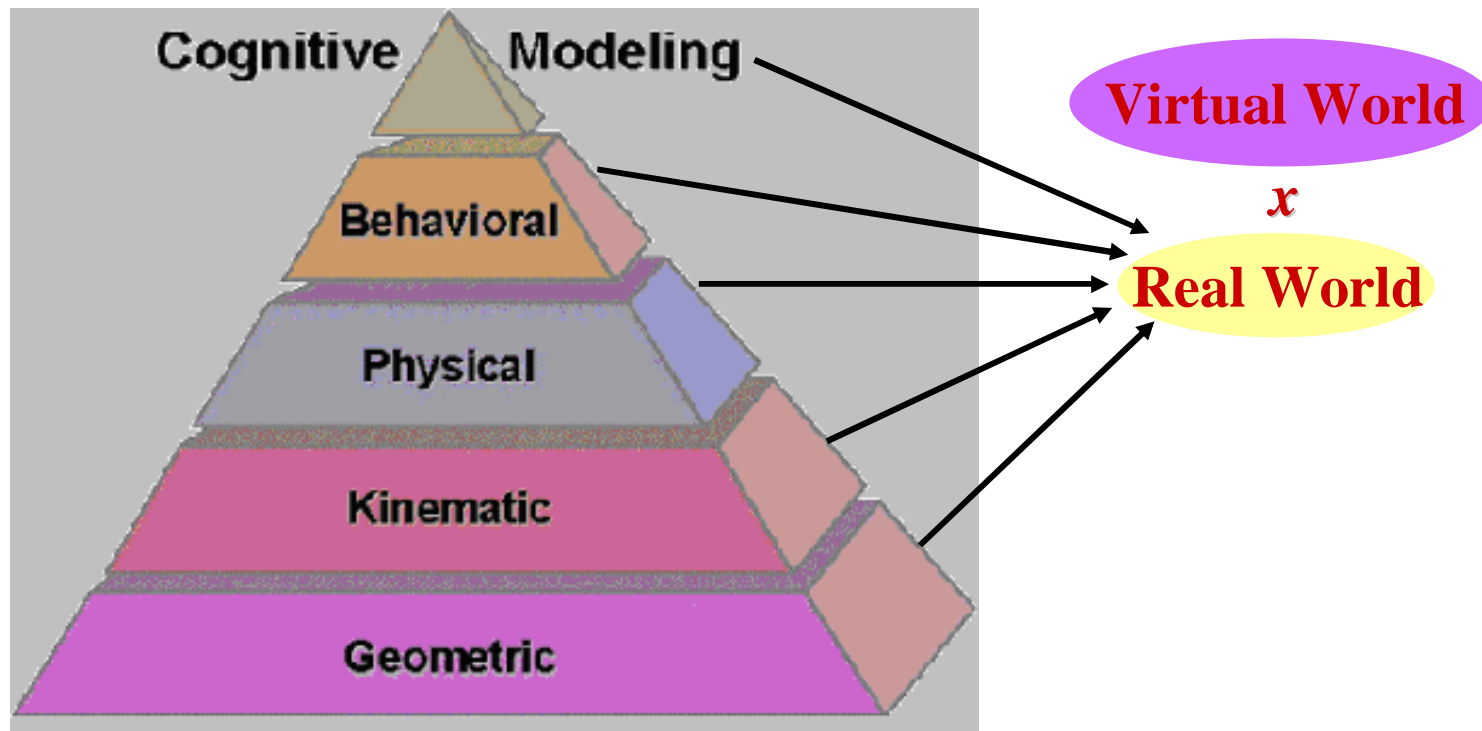 Cognitive Modeling
Behavioral
Physical
Kinematic
Geometric
Virtual World
x
Real World